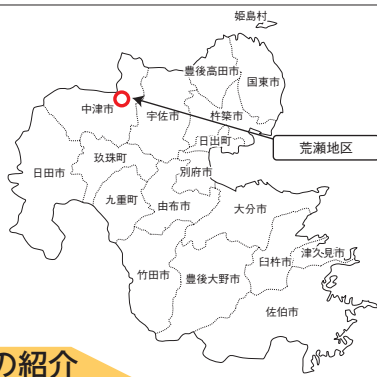 姫島村
豊後高田市
国東市
中津市
宇佐市
杵築市
日出町
荒瀬地区
玖珠町
日田市
別府市
九重町
由布市
大分市
津久見市
臼杵市
竹田市
豊後大野市
佐伯市
の紹介